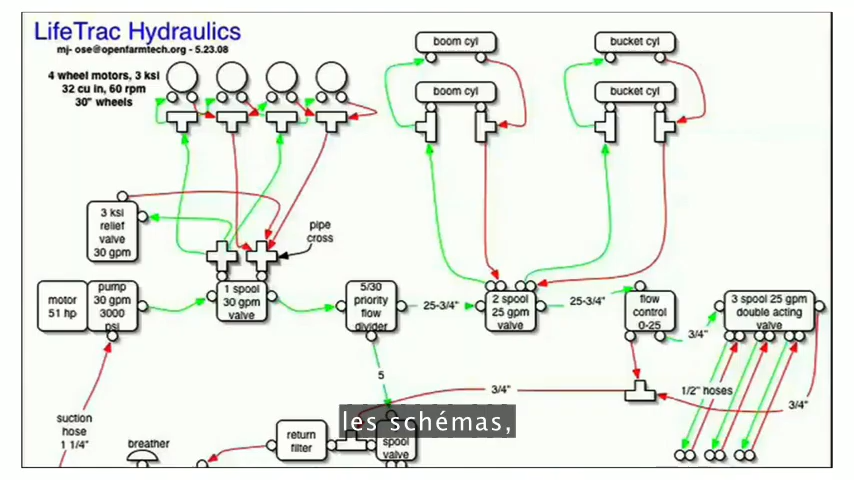 LifeTrac Hydraulics
mj- ose@openfarmtech.org - 5.23.08
4 wheel motors, 3 ksi
32 cu in, 60 rpm
30" wheels
boom cyl
bucket cyl
boom cyl
bucket cyl
3 ksi
relief
valve
30 gpm
pipe
cross
motor
51 hp
pump
30 gpm
3000
psi
1 spool
30 gpm
valve
5/30
priority
flow
divider
25-3/4"
2 spool
25 gpm
valve
25-3/4"
flow
control
0-25
3/4"
3 spool 25 gpm
double acting
valve
5
3/4"
1/2" hoses
3/4"
suction
hose
1 1/4"
breather
return
filter
spool
valve
les schémas,